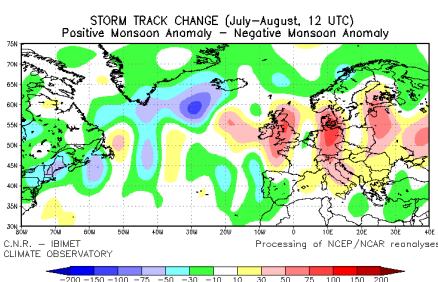 STORM TRACK CHANGE (July-August, 12 UTC)
Positive Monsoon Anomaly - Negative Monsoon Anomaly
75N
70N
65N
60N
55N
50N
45N
40N
35N
30N
80W 70W 60W 50W 40W 30W 20W 10W 0 10E 20E 30E 40E
C.N.R. - IBIMET Processing of NCEP/NCAR reanalyses
CLIMATE OBSERVATORY
-200 -150 -100 -75 -50 -30 -10 10 30 50 75 100 150 200